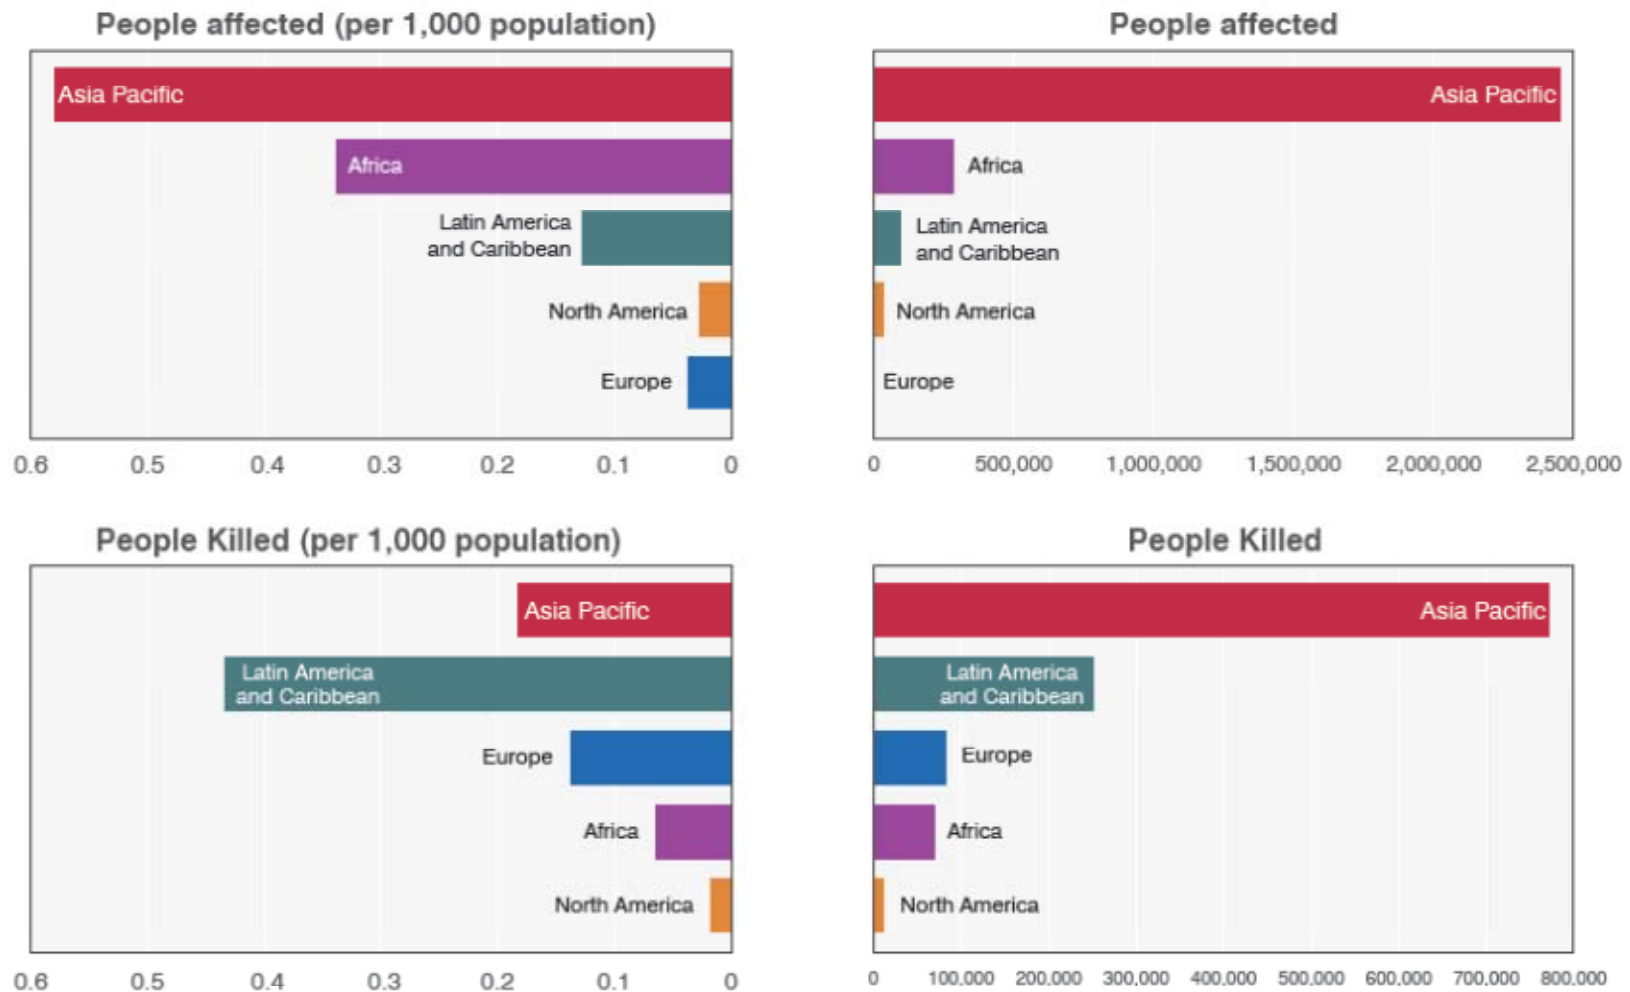 People affected (per 1,000 population)
Asia Pacific
Africa
Latin America
and Caribbean
North America
Europe
0.6 0.5 0.4 0.3 0.2 0.1 0
People affected
Asia Pacific
Africa
Latin America
and Caribbean
North America
Europe
0 500,000 1,000,000 1,500,000 2,000,000 2,500,000
People Killed (per 1,000 population)
Asia Pacific
Latin America
and Caribbean
Europe
Africa
North America
0.6 0.5 0.4 0.3 0.2 0.1 0
People Killed
Asia Pacific
Latin America
and Caribbean
Europe
Africa
North America
0 100,000 200,000 300,000 400,000 500,000 600,000 700,000 800,000